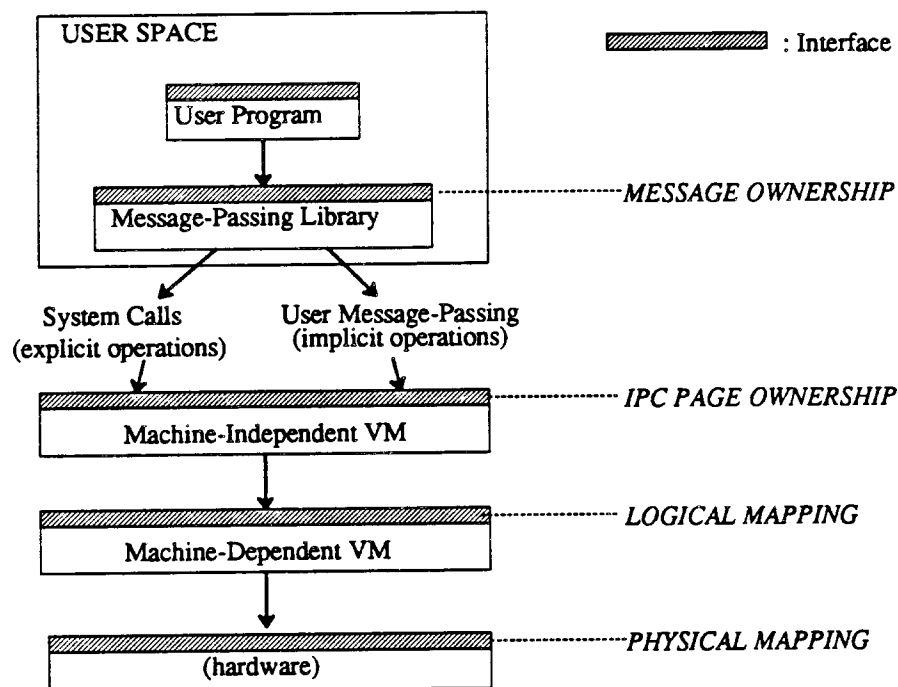 USER SPACE
: Interface
User Program
MESSAGE OWNERSHIP
Message-Passing Library
System Calls
(explicit operations)
User Message-Passing
(implicit operations)
IPC PAGE OWNERSHIP
Machine-Independent VM
LOGICAL MAPPING
Machine-Dependent VM
PHYSICAL MAPPING
(hardware)